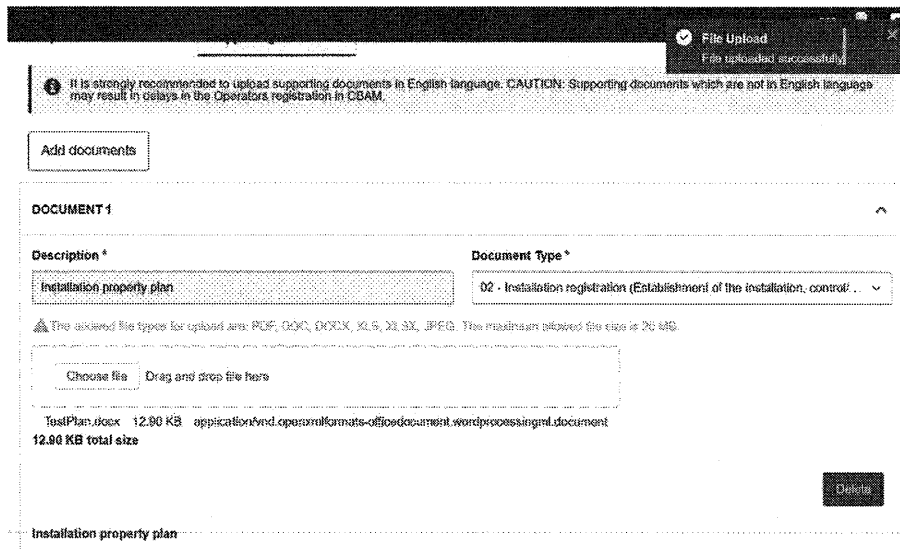 File Upload
File uploaded successfully
It is strongly recommended to upload supporting documents in English language. CAUTION: Supporting documents which are not in English language
may result in delays in the Operators registration in CBAM.
Add documents
DOCUMENT 1
Description *
Document Type *
Installation property plan
02 - Installation registration (Establishment of the installation, control/ . . .
The allowed file types for upload are: PDF, DOC, DOCX, XLS, XLSX, JPEG. The maximum allowed file size is 20 MB.
Choose file Drag and drop file here
TestPlan.docx 12.90 KB application/vnd.openxmlformats-officedocument.wordprocessingml.document
12.90 KB total size
Delete
Installation property plan